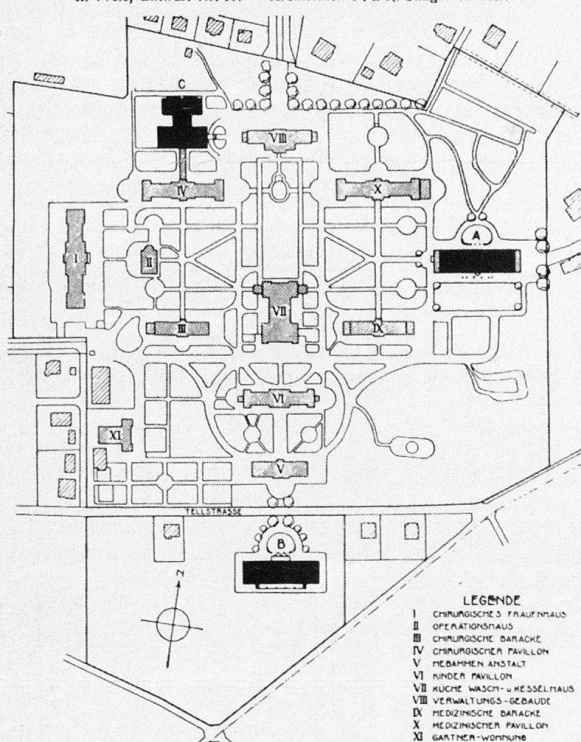 C
VIII
IV
X
A
I
II
VII
III
IX
VI
XI
V
TELLSTRASSE
B
N
LEGENDE
I CHIRURGISCHES FRAUENHAUS
II OPERATIONSHAUS
III CHIRURGISCHE BARACKE
IV CHIRURGISCHER PAVILLON
V HEBAMMEN ANSTALT
VI KINDER PAVILLON
VII KÜCHE WASCH- u KESSELHAUS
VIII VERWALTUNGS-GEBÄUDE
IX MEDIZINISCHE BARACKE
X MEDIZINISCHER PAVILLON
XI GÄRTNER-WOHNUNG